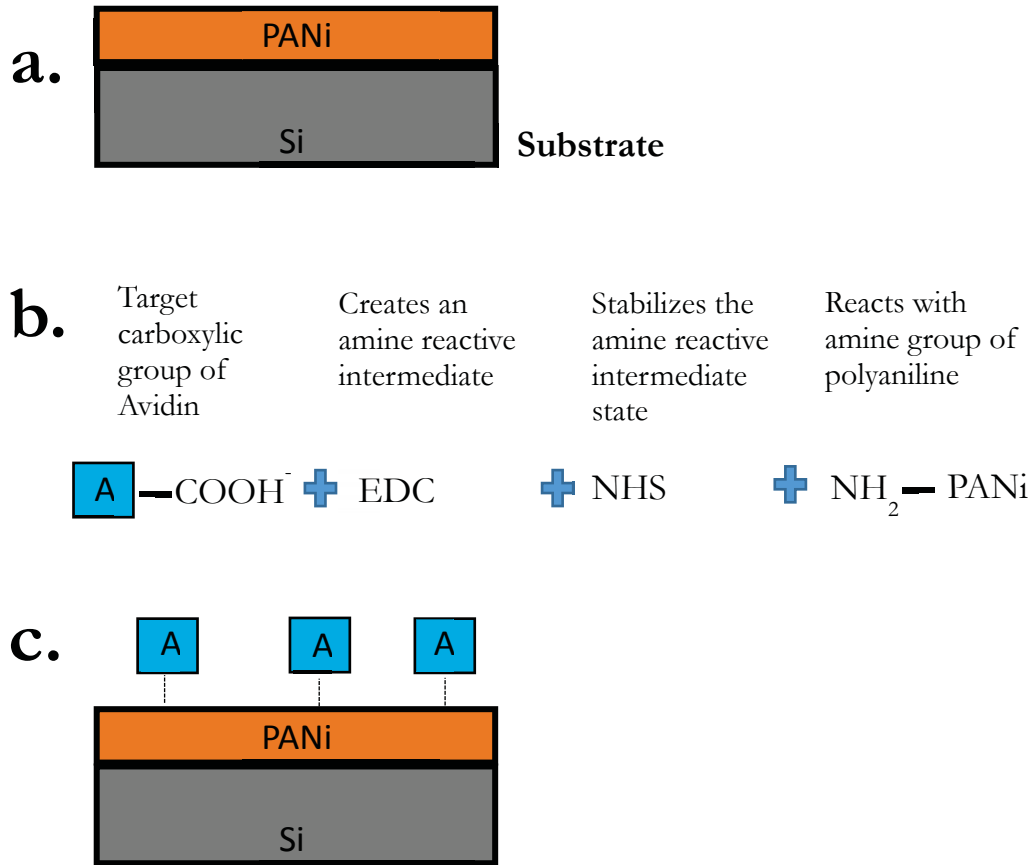 a.
PANi
Si
Substrate
b.
Target
carboxylic
group of
Avidin
Creates an
amine reactive
intermediate
Stabilizes the
amine reactive
intermediate
state
Reacts with
amine group of
polyaniline
A — COOH⁻ + EDC + NHS + NH₂ — PANi
c.
A A A
PANi
Si